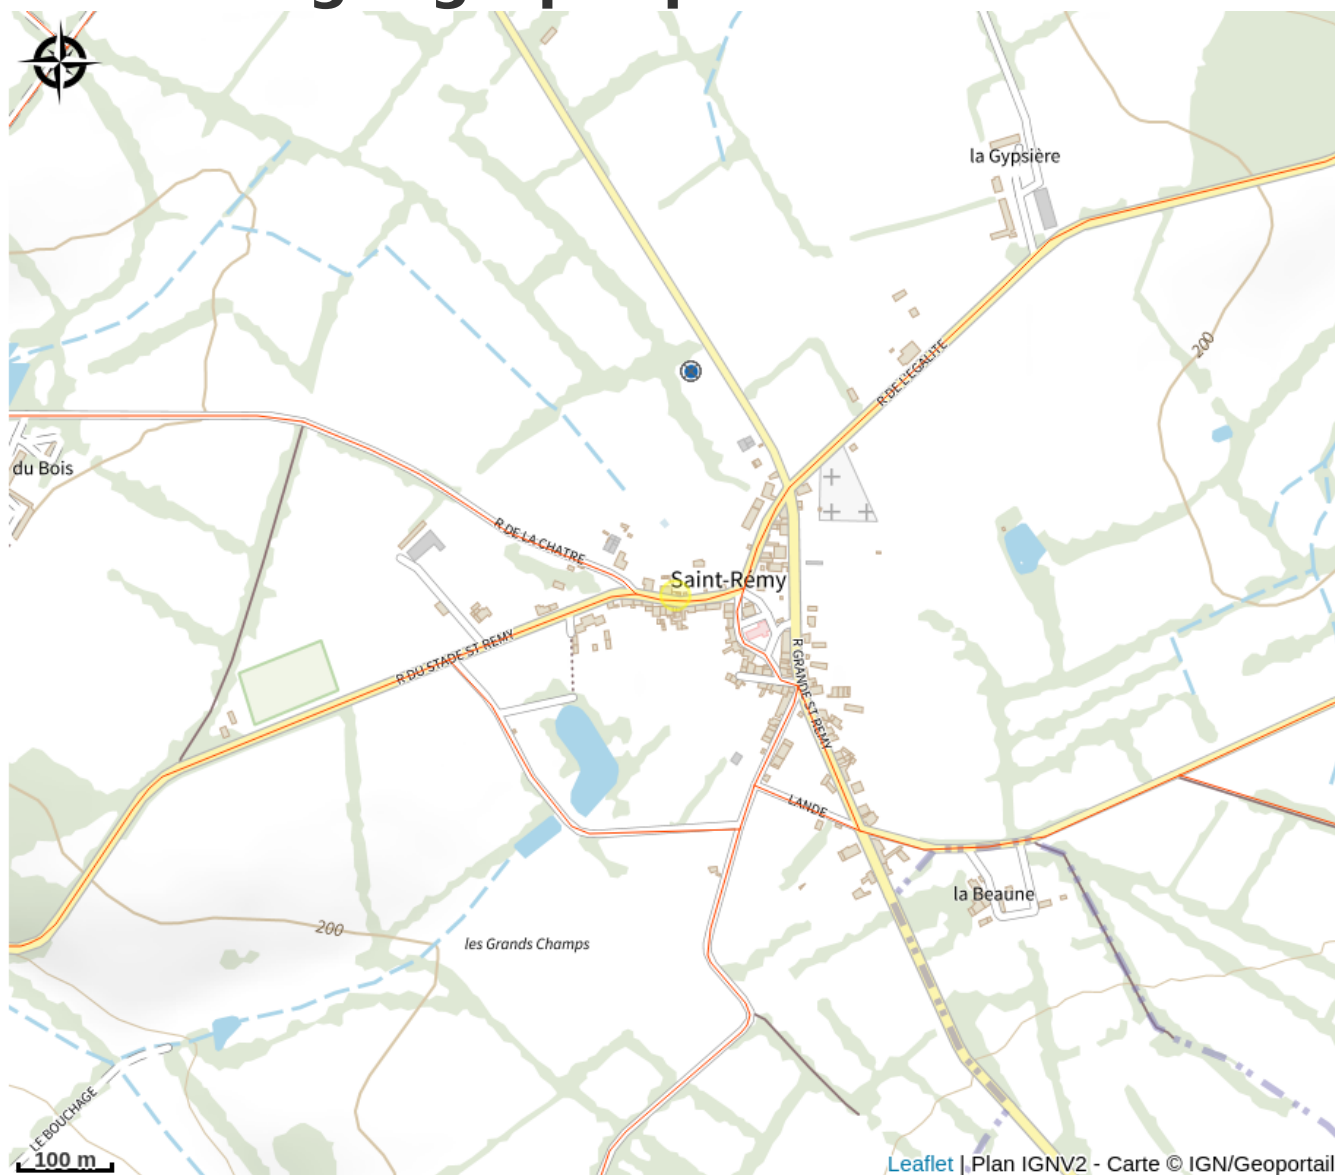 la Gypsière
200
R DE L'EGALITE
du Bois
R DE LA CHATRE
Saint-Rémy
R DU STADE ST REMY
R GRANDE ST REMY
LANDE
la Beaune
200
les Grands Champs
LE BOUCHAGE
100 m
Leaflet | Plan IGNV2 - Carte © IGN/Geoportail